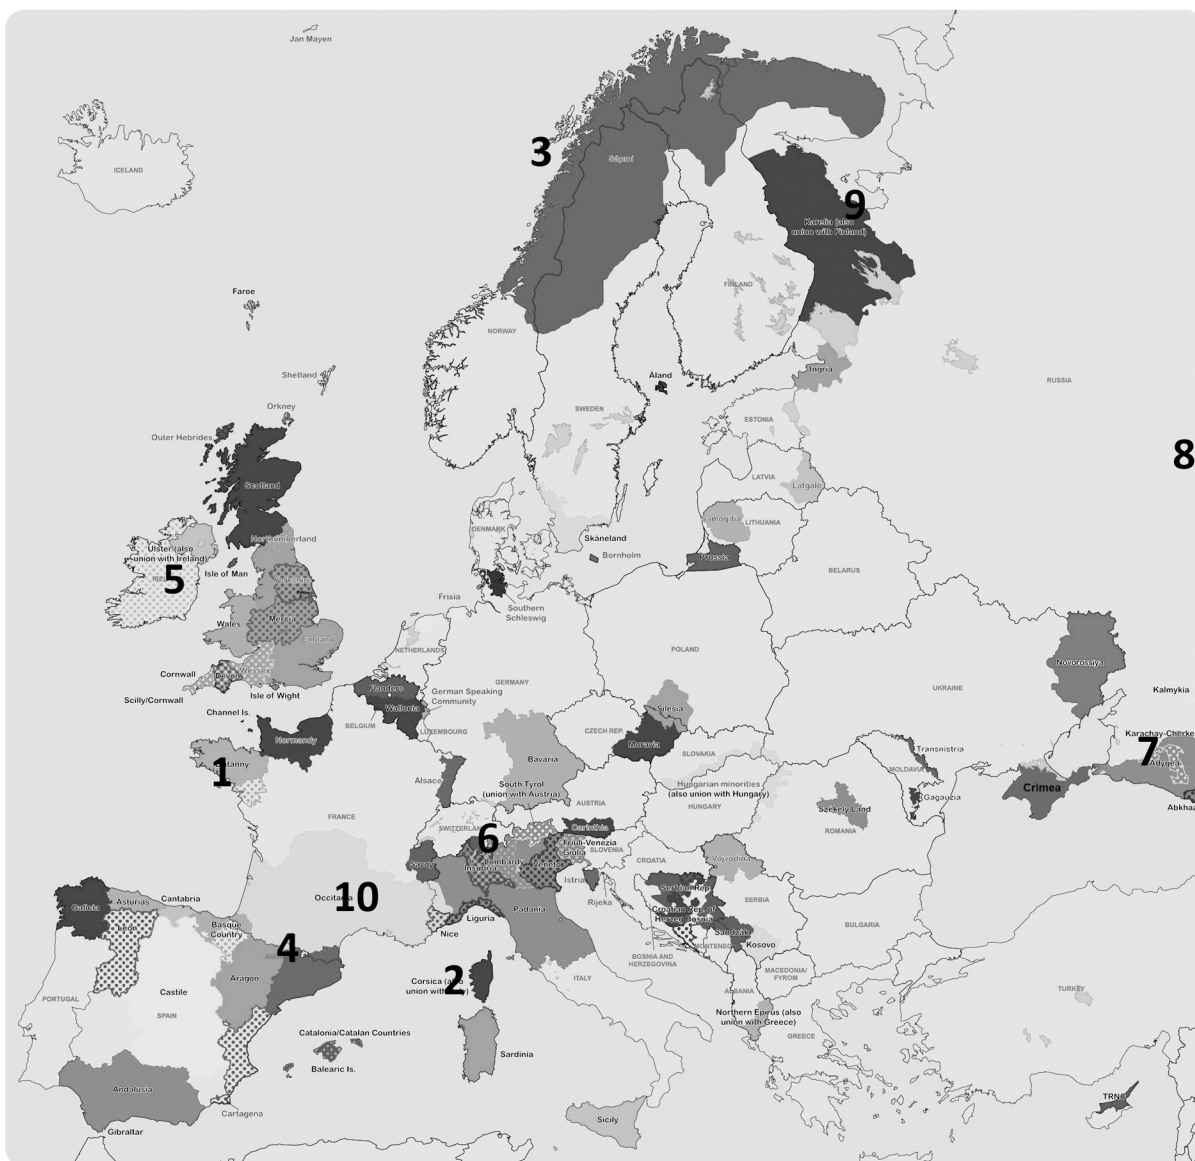 Jan Mayen
ICELAND
3
Sápmi
9
Karelia (also
union with Finland)
Faroe
FINLAND
NORWAY
Shetland
Ingria
Åland
RUSSIA
Orkney
SWEDEN
ESTONIA
Outer Hebrides
8
Scotland
LATVIA
Latgale
DENMARK
Samogitia
LITHUANIA
Northumberland
Skåneland
Ulster (also
union with Ireland)
Bornholm
Prussia
5
Isle of Man
BELARUS
Frisia
Southern
Schleswig
Mercia
Wales
England
NETHERLANDS
POLAND
Novorossiya
Cornwall
Devon
Wessex
GERMANY
Scilly/Cornwall
Isle of Wight
Flanders
Wallonia
German Speaking
Community
UKRAINE
Kalmykia
Channel Is.
BELGIUM
LUXEMBOURG
Silesia
CZECH REP.
Moravia
Normandy
SLOVAKIA
Transnistria
Karachay-Cherke
7
Adygea
1
Bavaria
MOLDAVIA
Alsace
South Tyrol
(union with Austria)
Hungarian minorities
(also union with Hungary)
Crimea
Gagauzia
Abkhaz
AUSTRIA
HUNGARY
Szekely Land
FRANCE
SWITZERLAND
6
Carinthia
ROMANIA
Friuli-Venezia
Giulia
SLOVENIA
Savoy
Lombardy
Insubria
Veneto
CROATIA
Vojvodina
Istria
Serbian Rep.
Occitania
10
Galicia
Asturias
Cantabria
Rijeka
SERBIA
Padania
Croatian Rep. of
Herceg Bosnia
Leon
Basque
Country
Liguria
Nice
Sandžak
BULGARIA
4
Kosovo
MONTENEGRO
ITALY
BOSNIA AND
HERZEGOVINA
Aragon
MACEDONIA/
FYROM
Corsica (also
2
Castile
ALBANIA
TURKEY
PORTUGAL
SPAIN
Northern Epirus (also
union with Greece)
Catalonia/Catalan Countries
GREECE
Sardinia
Balearic Is.
Andalusia
TRNC
Cartagena
Sicily
Gibraltar